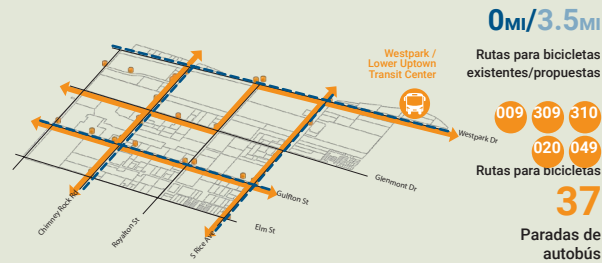 0MI/3.5MI
Rutas para bicicletas
existentes/propuestas
009 309 310
020 049
Rutas para bicicletas
37
Paradas de
autobús
Westpark /
Lower Uptown
Transit Center
Westpark Dr
Glenmont Dr
Gulfton St
Elm St
S Rice Ave
Royalton St
Chimney Rock Rd